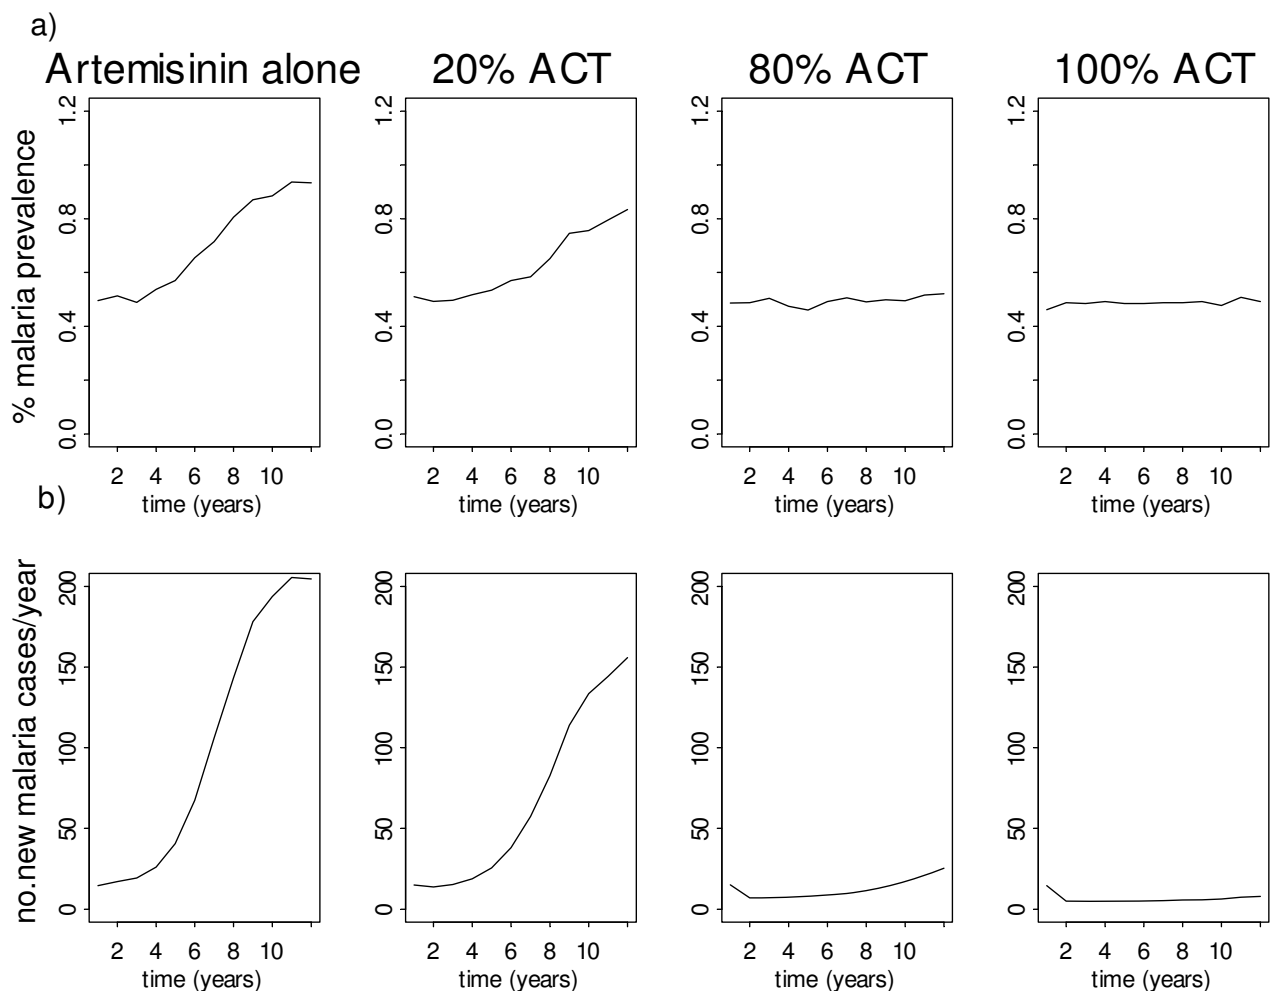 a)
Artemisinin alone
20% ACT
80% ACT
100% ACT
% malaria prevalence
0.0 0.4 0.8 1.2
2 4 6 8 10
time (years)
0.0 0.4 0.8 1.2
2 4 6 8 10
time (years)
0.0 0.4 0.8 1.2
2 4 6 8 10
time (years)
0.0 0.4 0.8 1.2
2 4 6 8 10
time (years)
b)
no.new malaria cases/year
0 50 100 150 200
2 4 6 8 10
time (years)
0 50 100 150 200
2 4 6 8 10
time (years)
0 50 100 150 200
2 4 6 8 10
time (years)
0 50 100 150 200
2 4 6 8 10
time (years)